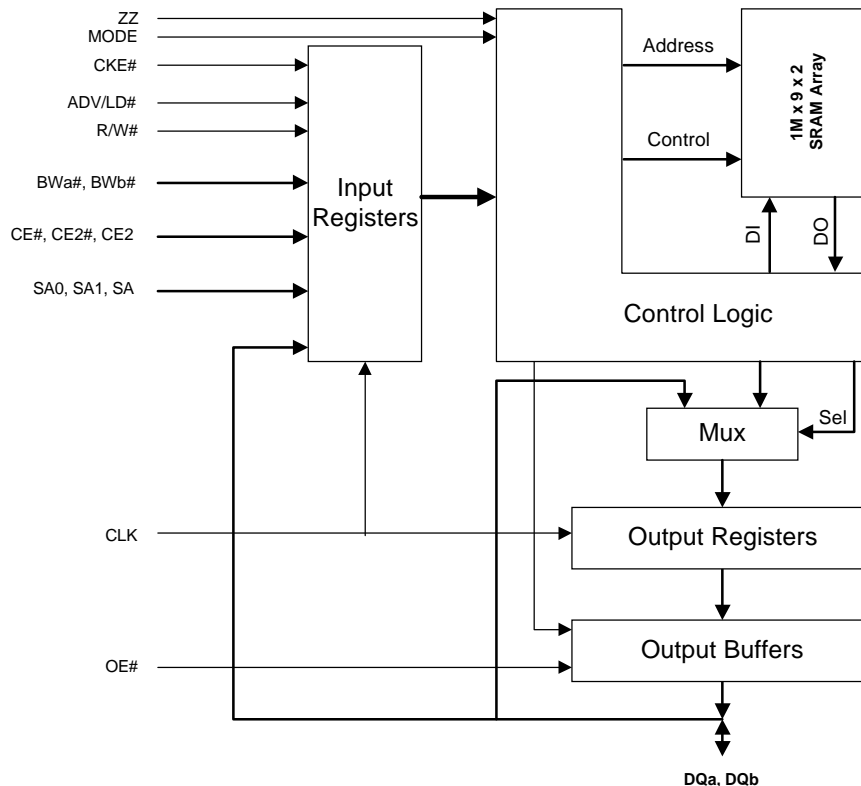 ZZ
MODE
CKE#
ADV/LD#
R/W#
BWa#, BWb#
CE#, CE2#, CE2
SA0, SA1, SA
Input
Registers
Address
Control
1M x 9 x 2
SRAM Array
DI
DO
Control Logic
Sel
Mux
CLK
Output Registers
OE#
Output Buffers
DQa, DQb